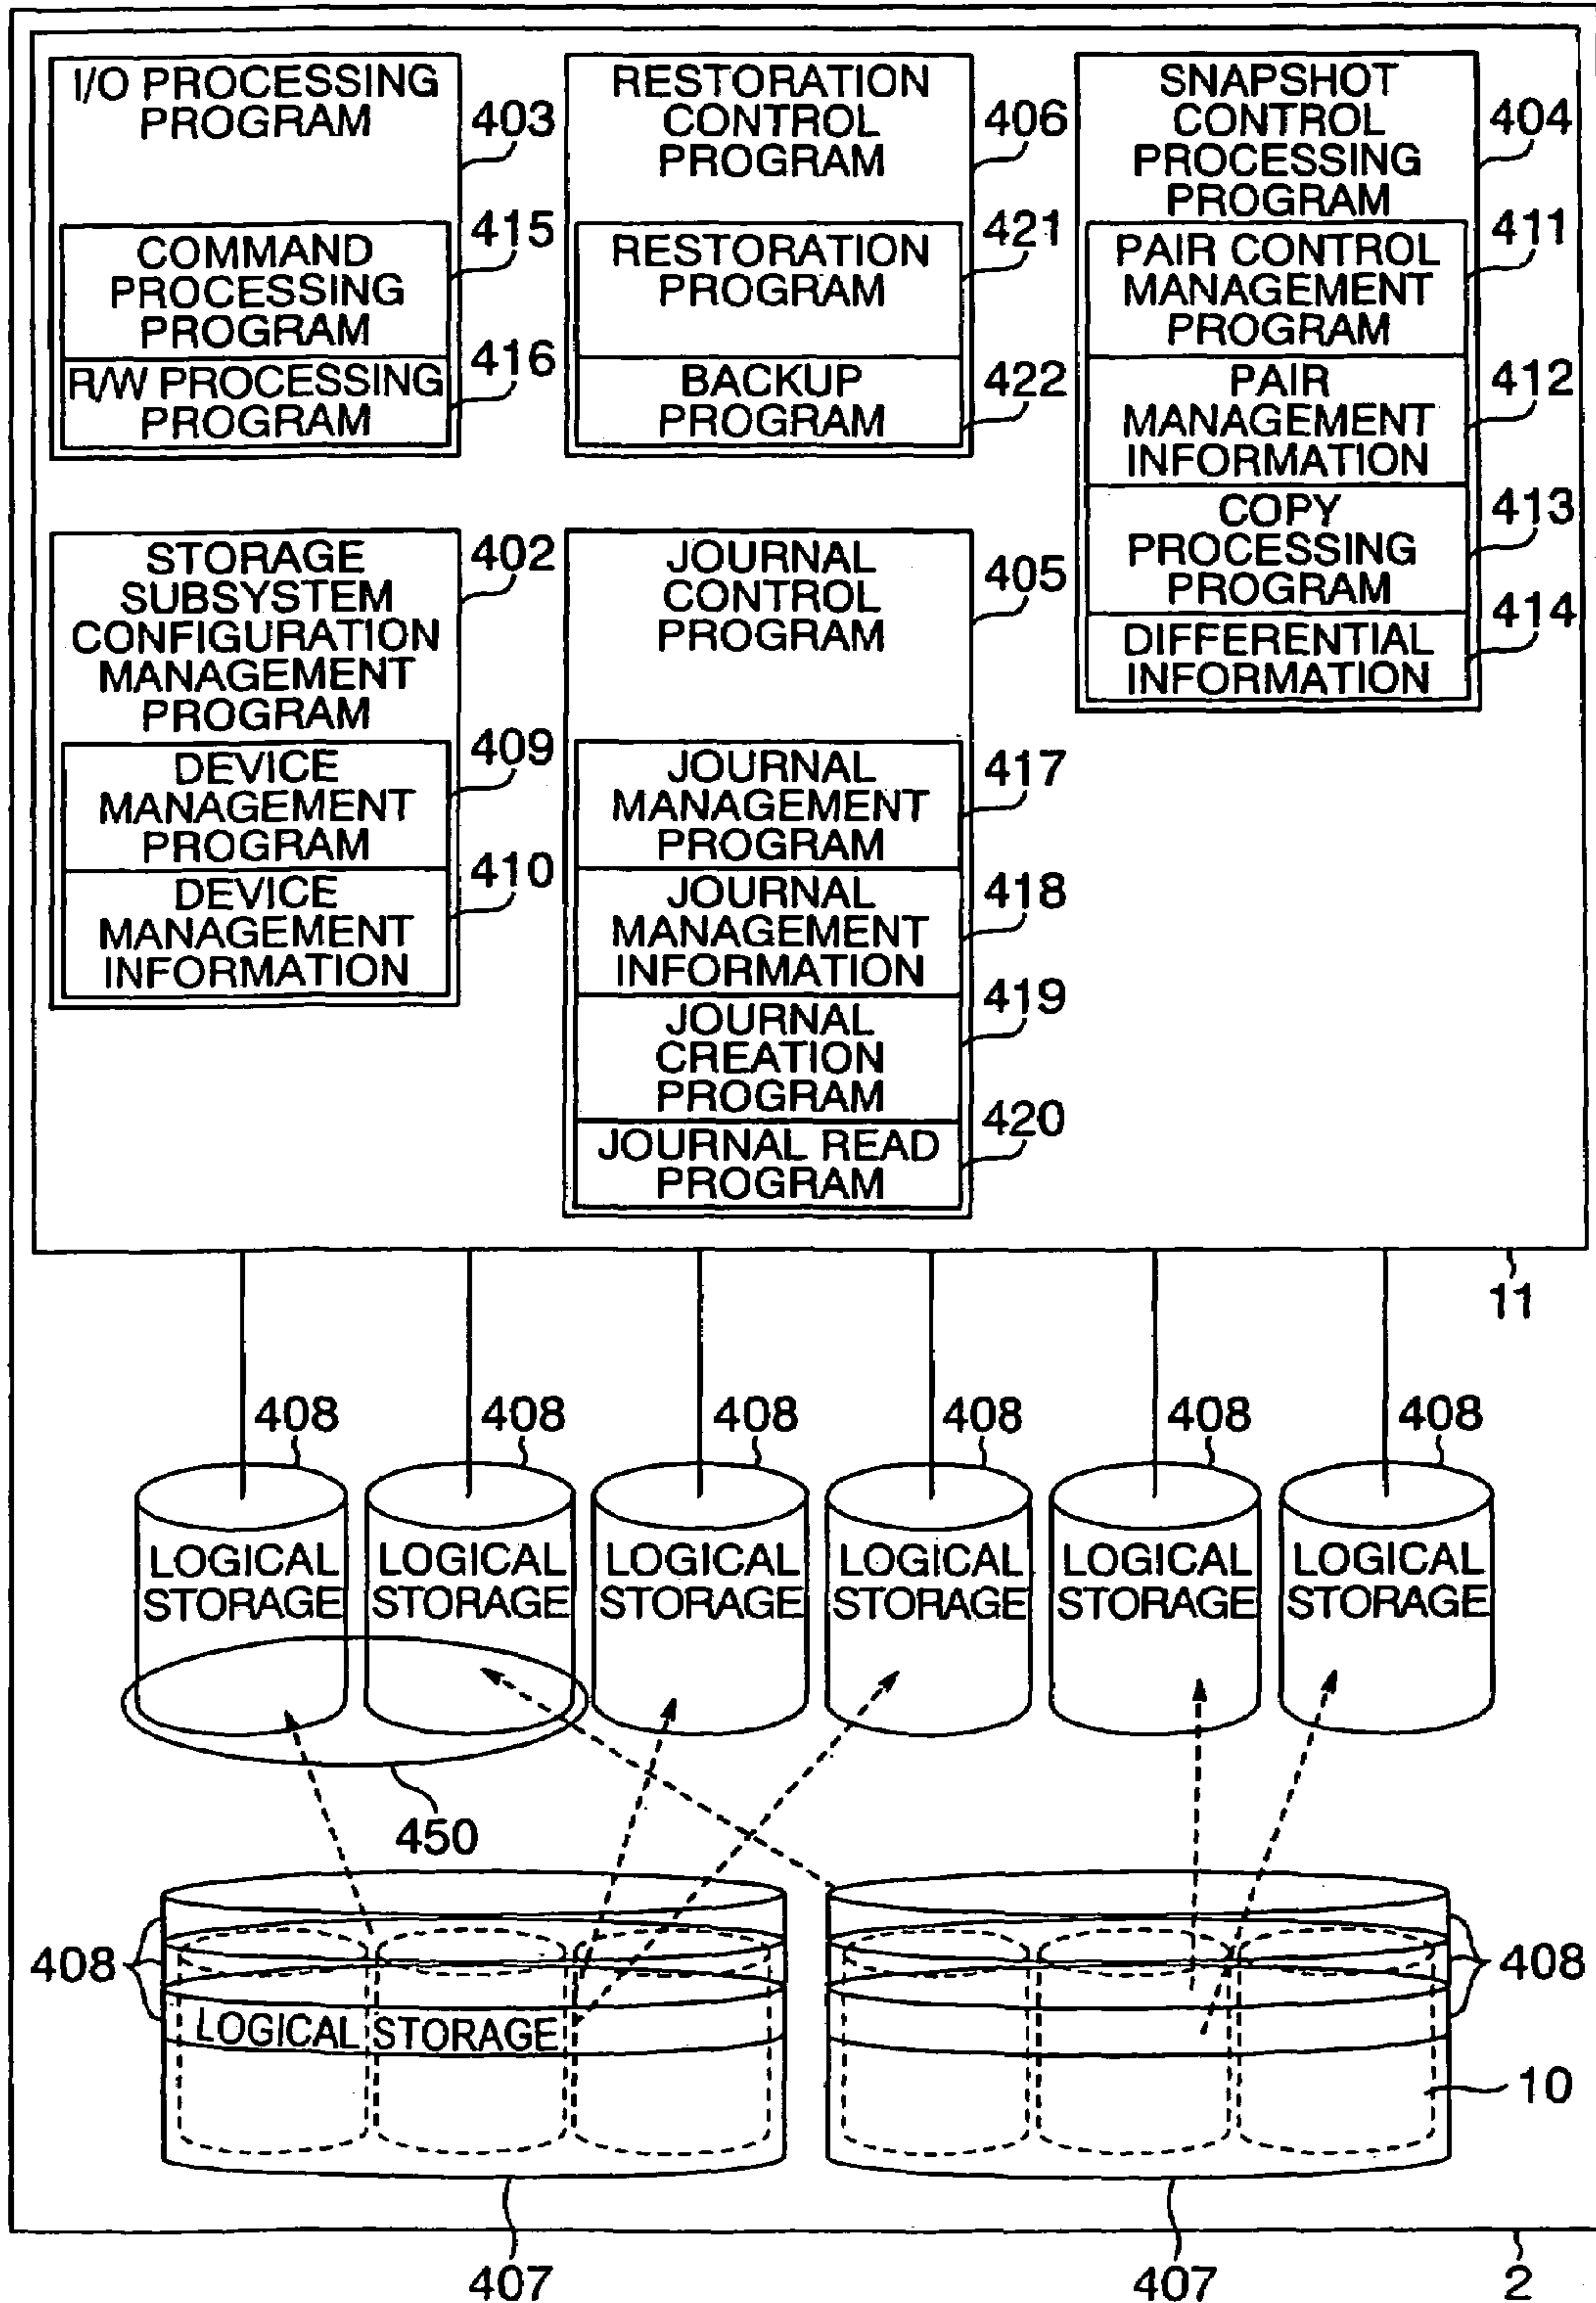 I/O PROCESSING
PROGRAM
403
COMMAND
PROCESSING
PROGRAM
415
R/W PROCESSING
PROGRAM
416
RESTORATION
CONTROL
PROGRAM
406
RESTORATION
PROGRAM
421
BACKUP
PROGRAM
422
SNAPSHOT
CONTROL
PROCESSING
PROGRAM
404
PAIR CONTROL
MANAGEMENT
PROGRAM
411
PAIR
MANAGEMENT
INFORMATION
412
COPY
PROCESSING
PROGRAM
413
DIFFERENTIAL
INFORMATION
414
STORAGE
SUBSYSTEM
CONFIGURATION
MANAGEMENT
PROGRAM
402
DEVICE
MANAGEMENT
PROGRAM
409
DEVICE
MANAGEMENT
INFORMATION
410
JOURNAL
CONTROL
PROGRAM
405
JOURNAL
MANAGEMENT
PROGRAM
417
JOURNAL
MANAGEMENT
INFORMATION
418
JOURNAL
CREATION
PROGRAM
419
JOURNAL READ
PROGRAM
420
11
408
408
408
408
408
408
LOGICAL
STORAGE
LOGICAL
STORAGE
LOGICAL
STORAGE
LOGICAL
STORAGE
LOGICAL
STORAGE
LOGICAL
STORAGE
450
408
LOGICAL STORAGE
408
10
407
407
2